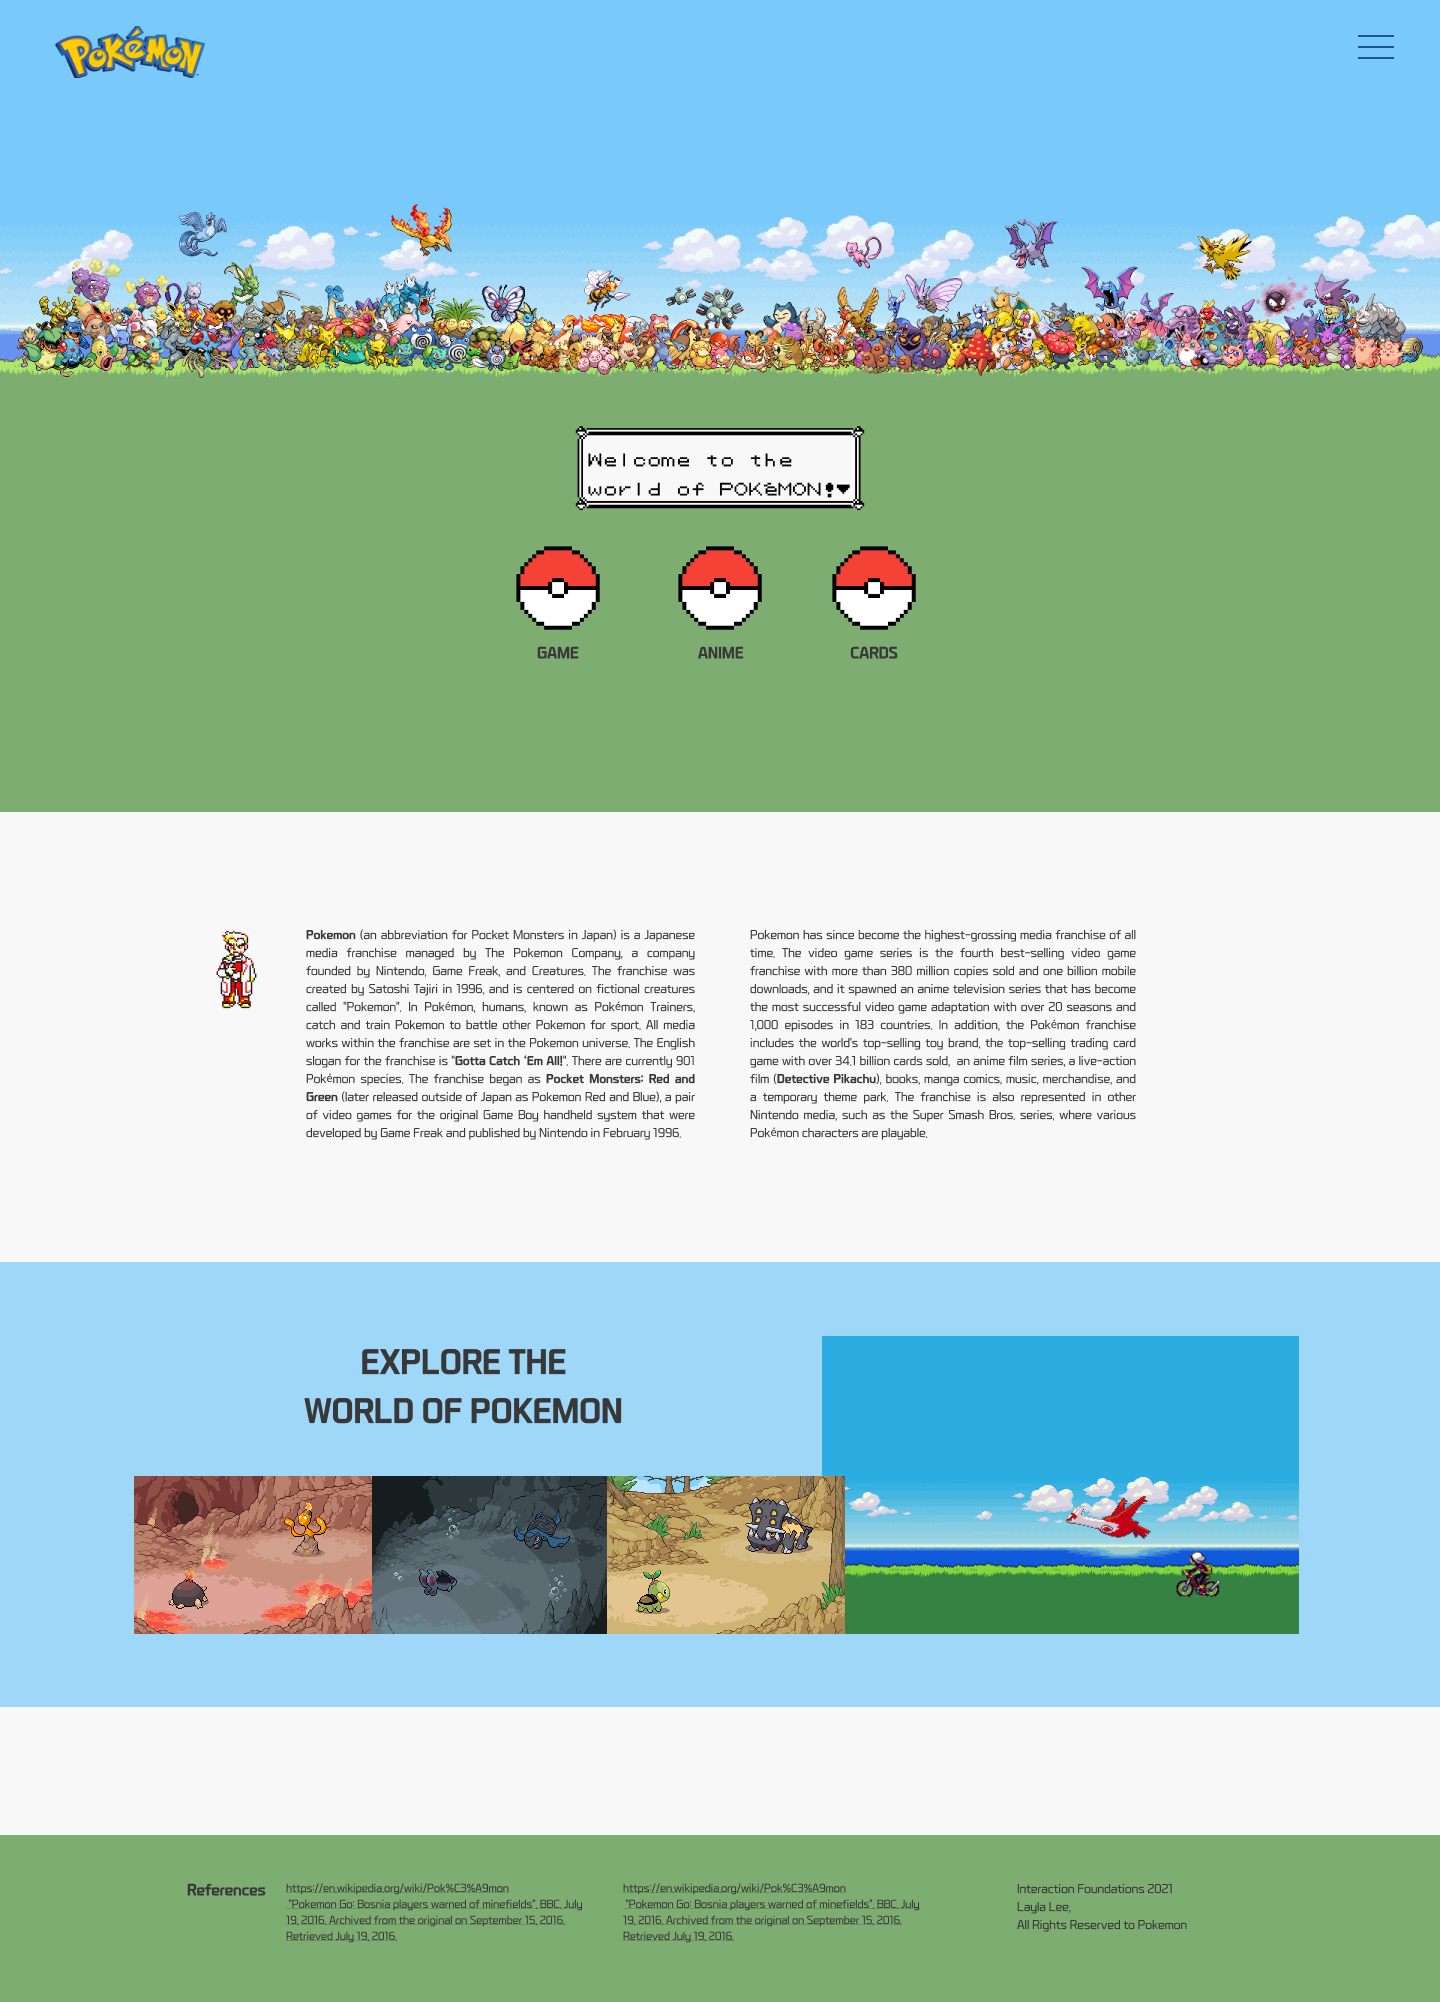 Pokémon
Welcome to the
world of POKéMON!
GAME
ANIME
CARDS
Pokemon (an abbreviation for Pocket Monsters in Japan) is a Japanese
media franchise managed by The Pokemon Company, a company
founded by Nintendo, Game Freak, and Creatures. The franchise was
created by Satoshi Tajiri in 1996, and is centered on fictional creatures
called "Pokemon". In Pokémon, humans, known as Pokémon Trainers,
catch and train Pokemon to battle other Pokemon for sport. All media
works within the franchise are set in the Pokemon universe. The English
slogan for the franchise is "Gotta Catch ‘Em All!". There are currently 901
Pokémon species. The franchise began as Pocket Monsters: Red and
Green (later released outside of Japan as Pokemon Red and Blue), a pair
of video games for the original Game Boy handheld system that were
developed by Game Freak and published by Nintendo in February 1996.
Pokemon has since become the highest-grossing media franchise of all
time. The video game series is the fourth best-selling video game
franchise with more than 380 million copies sold and one billion mobile
downloads, and it spawned an anime television series that has become
the most successful video game adaptation with over 20 seasons and
1,000 episodes in 183 countries. In addition, the Pokémon franchise
includes the world's top-selling toy brand, the top-selling trading card
game with over 34.1 billion cards sold,  an anime film series, a live-action
film (Detective Pikachu), books, manga comics, music, merchandise, and
a temporary theme park. The franchise is also represented in other
Nintendo media, such as the Super Smash Bros. series, where various
Pokémon characters are playable.
EXPLORE THE
WORLD OF POKEMON
References
https://en.wikipedia.org/wiki/Pok%C3%A9mon
"Pokemon Go: Bosnia players warned of minefields". BBC. July
19, 2016. Archived from the original on September 15, 2016.
Retrieved July 19, 2016.
https://en.wikipedia.org/wiki/Pok%C3%A9mon
"Pokemon Go: Bosnia players warned of minefields". BBC. July
19, 2016. Archived from the original on September 15, 2016.
Retrieved July 19, 2016.
Interaction Foundations 2021
Layla Lee,
All Rights Reserved to Pokemon